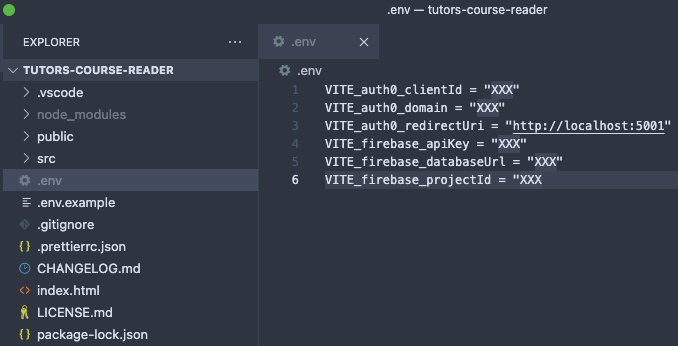 .env — tutors-course-reader
EXPLORER
.env
TUTORS-COURSE-READER
.vscode
node_modules
public
src
.env
.env.example
.gitignore
.prettierrc.json
CHANGELOG.md
index.html
LICENSE.md
package-lock.json
.env
1 VITE_auth0_clientId = "XXX"
2 VITE_auth0_domain = "XXX"
3 VITE_auth0_redirectUri = "http://localhost:5001"
4 VITE_firebase_apiKey = "XXX"
5 VITE_firebase_databaseUrl = "XXX"
6 VITE_firebase_projectId = "XXX